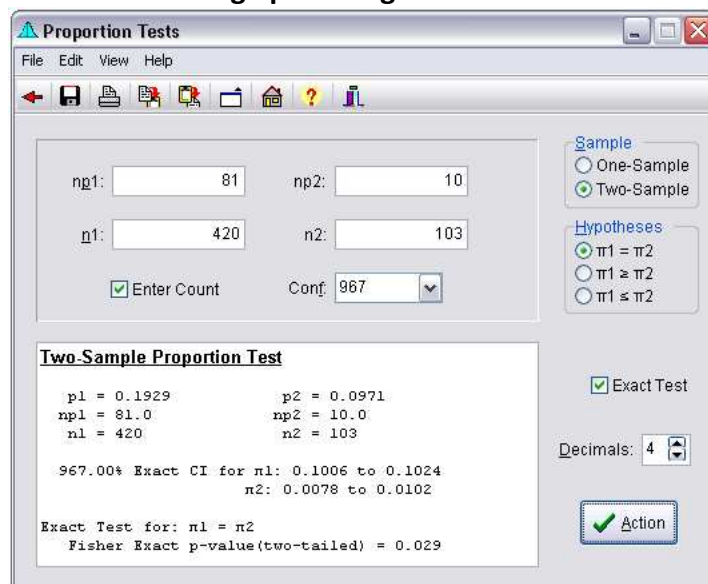 Proportion Tests
File Edit View Help
Sample
One-Sample
Two-Sample
np1: 81 np2: 10
n1: 420 n2: 103
Enter Count Conf: 967
Hypotheses
π1 = π2
π1 ≥ π2
π1 ≤ π2
Two-Sample Proportion Test
p1 = 0.1929 p2 = 0.0971
np1 = 81.0 np2 = 10.0
n1 = 420 n2 = 103
967.00% Exact CI for π1: 0.1006 to 0.1024
π2: 0.0078 to 0.0102
Exact Test for: π1 = π2
Fisher Exact p-value(two-tailed) = 0.029
Exact Test
Decimals: 4
Action